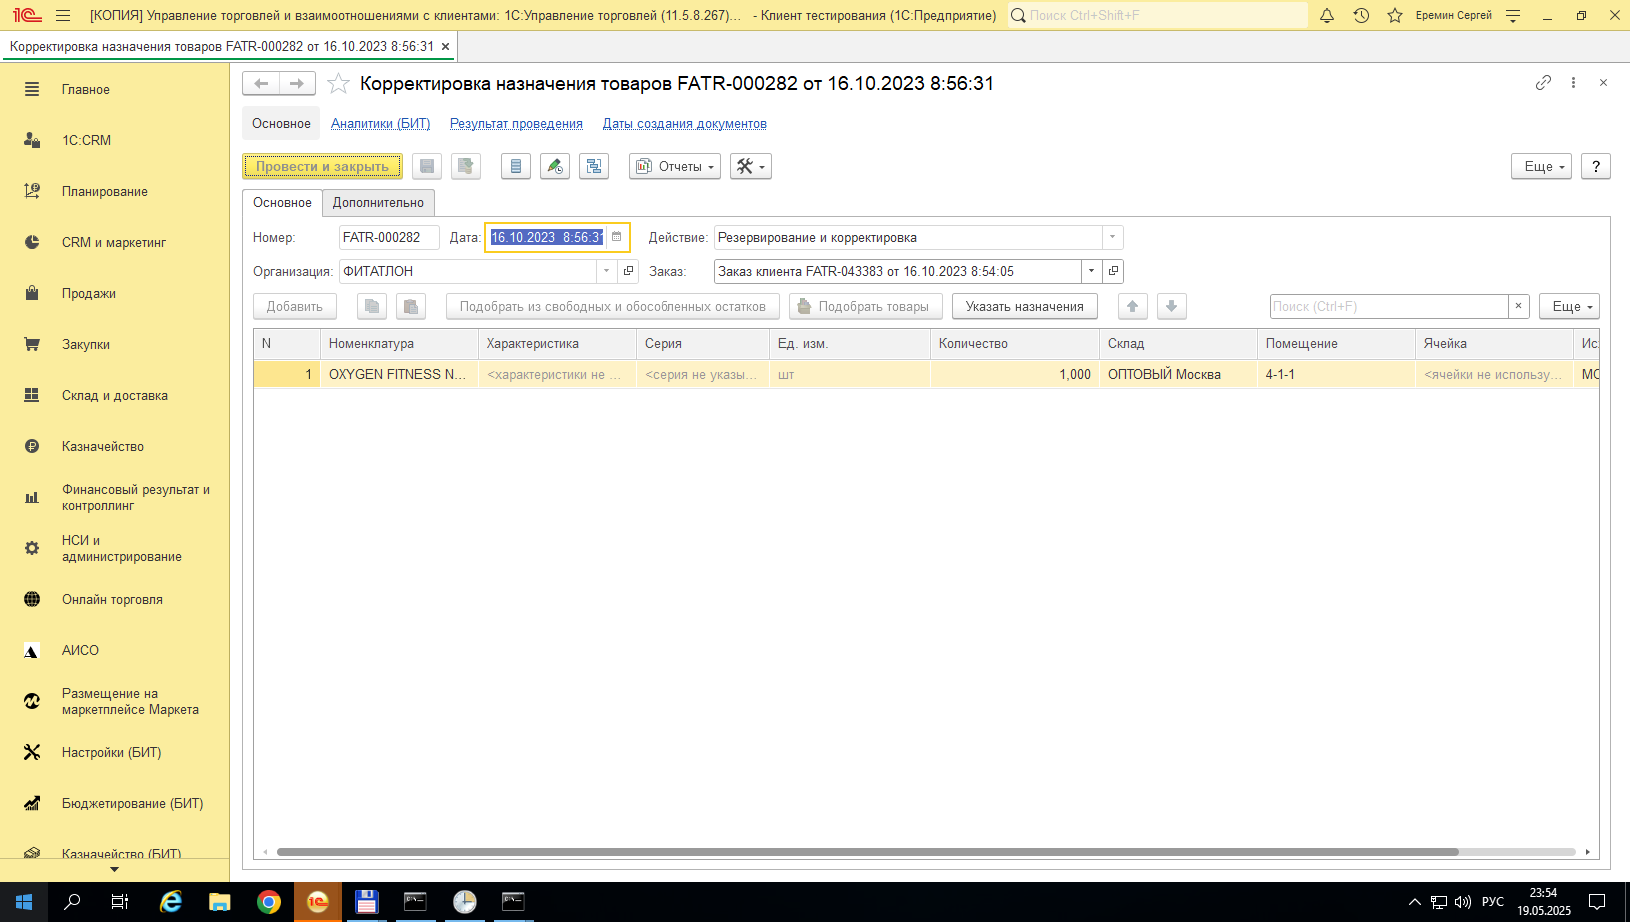 [КОПИЯ] Управление торговлей и взаимоотношениями с клиентами: 1С:Управление торговлей (11.5.8.267)... - Клиент тестирования (1С:Предприятие)
Поиск Ctrl+Shift+F
Еремин Сергей
Корректировка назначения товаров FATR-000282 от 16.10.2023 8:56:31 ×
Главное
1С:CRM
Планирование
CRM и маркетинг
Продажи
Закупки
Склад и доставка
Казначейство
Финансовый результат и
контроллинг
НСИ и
администрирование
Онлайн торговля
АИСО
Размещение на
маркетплейсе Маркета
Настройки (БИТ)
Бюджетирование (БИТ)
Казначейство (БИТ)
Корректировка назначения товаров FATR-000282 от 16.10.2023 8:56:31
Основное Аналитики (БИТ) Результат проведения Даты создания документов
Провести и закрыть Отчеты Еще ?
Основное Дополнительно
Номер: FATR-000282 Дата: 16.10.2023 8:56:31 Действие: Резервирование и корректировка
Организация: ФИТАТЛОН Заказ: Заказ клиента FATR-043383 от 16.10.2023 8:54:05
Добавить Подобрать из свободных и обособленных остатков Подобрать товары Указать назначения Поиск (Ctrl+F) × Еще
N Номенклатура Характеристика Серия Ед. изм. Количество Склад Помещение Ячейка Ис
1 OXYGEN FITNESS N... <характеристики не ... <серия не указы... шт 1,000 ОПТОВЫЙ Москва 4-1-1 <ячейки не использу...
РУС
23:54
19.05.2025